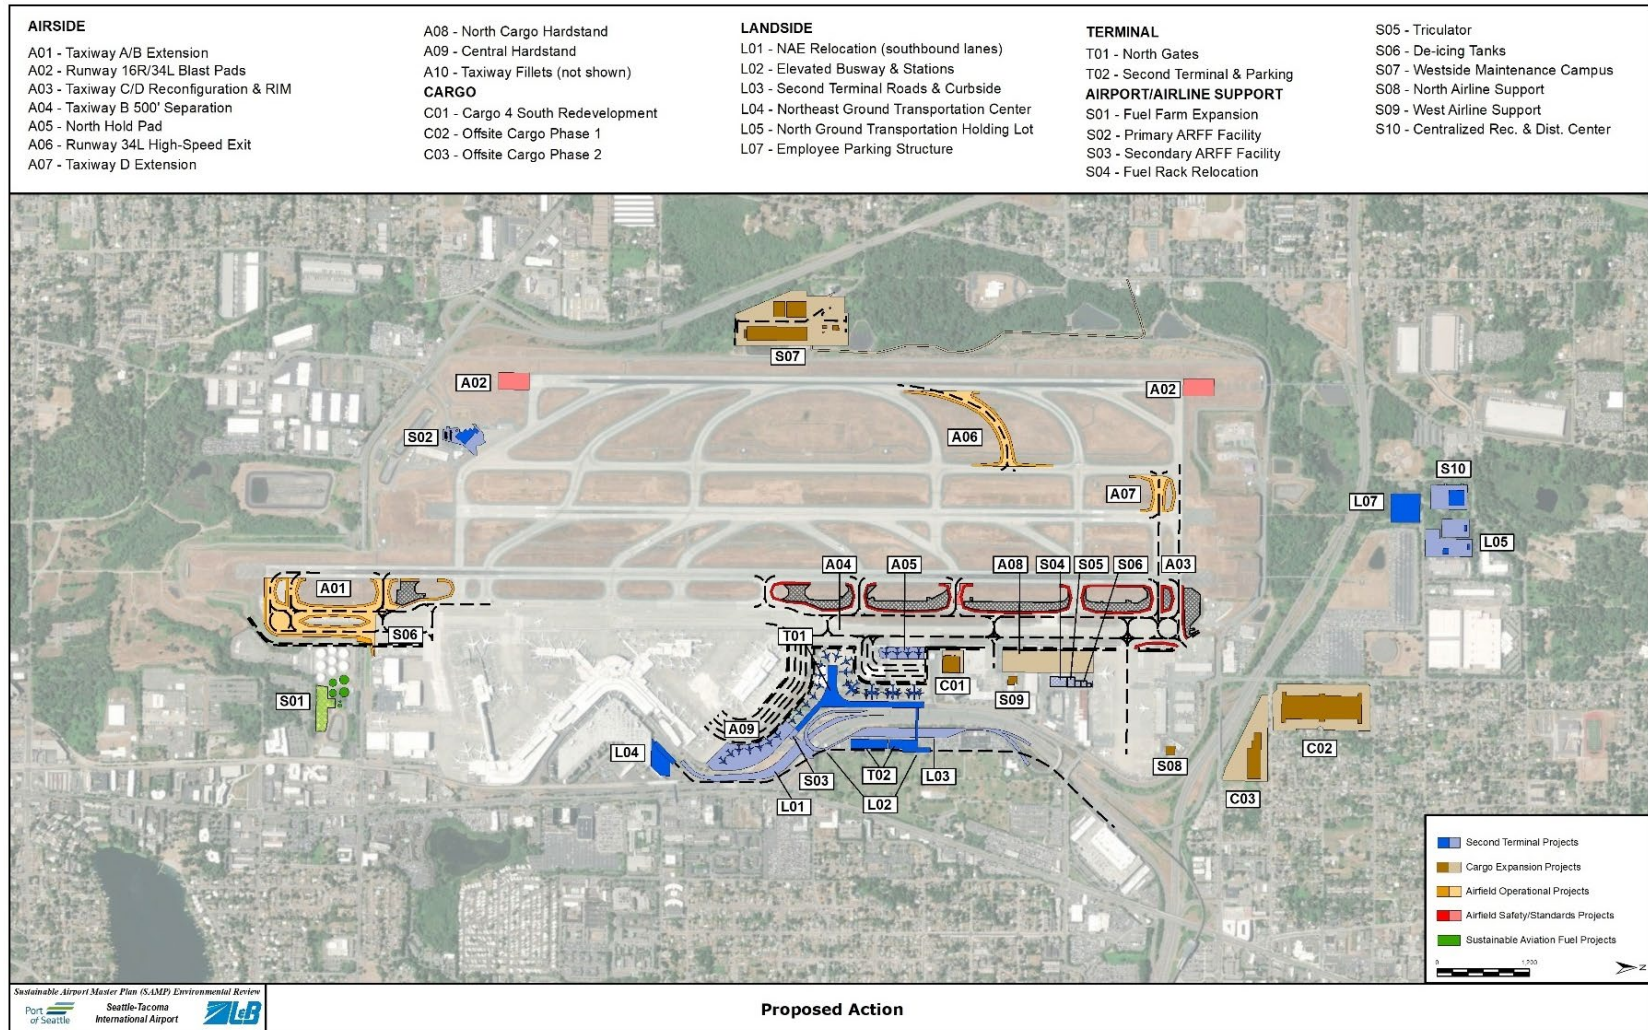 AIRSIDE
A01 - Taxiway A/B Extension
A02 - Runway 16R/34L Blast Pads
A03 - Taxiway C/D Reconfiguration & RIM
A04 - Taxiway B 500' Separation
A05 - North Hold Pad
A06 - Runway 34L High-Speed Exit
A07 - Taxiway D Extension
A08 - North Cargo Hardstand
A09 - Central Hardstand
A10 - Taxiway Fillets (not shown)
CARGO
C01 - Cargo 4 South Redevelopment
C02 - Offsite Cargo Phase 1
C03 - Offsite Cargo Phase 2
LANDSIDE
L01 - NAE Relocation (southbound lanes)
L02 - Elevated Busway & Stations
L03 - Second Terminal Roads & Curbside
L04 - Northeast Ground Transportation Center
L05 - North Ground Transportation Holding Lot
L07 - Employee Parking Structure
TERMINAL
T01 - North Gates
T02 - Second Terminal & Parking
AIRPORT/AIRLINE SUPPORT
S01 - Fuel Farm Expansion
S02 - Primary ARFF Facility
S03 - Secondary ARFF Facility
S04 - Fuel Rack Relocation
S05 - Triculator
S06 - De-icing Tanks
S07 - Westside Maintenance Campus
S08 - North Airline Support
S09 - West Airline Support
S10 - Centralized Rec. & Dist. Center
S07
A02
A02
S02
A06
S10
A07
L07
L05
A04
A05
A08
S04
S05
S06
A03
A01
S06
T01
C01
S09
S01
A09
C02
L04
S03
T02
L03
S08
L01
L02
C03
Second Terminal Projects
Cargo Expansion Projects
Airfield Operational Projects
Airfield Safety/Standards Projects
Sustainable Aviation Fuel Projects
0 1,200
N
Sustainable Airport Master Plan (SAMP) Environmental Review
Port of Seattle
Seattle-Tacoma
International Airport
L&B
Proposed Action